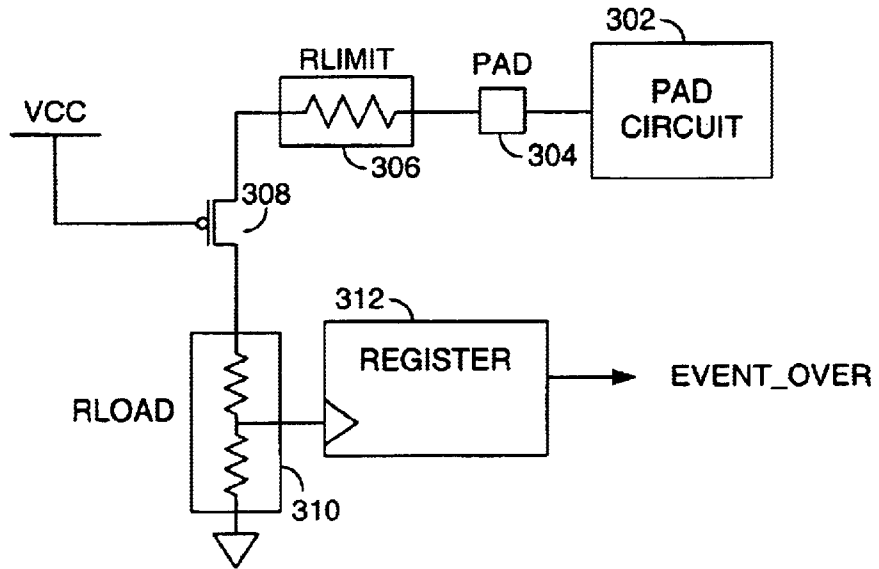 302
RLIMIT
PAD
PAD
CIRCUIT
VCC
304
306
308
312
REGISTER
EVENT_OVER
RLOAD
310